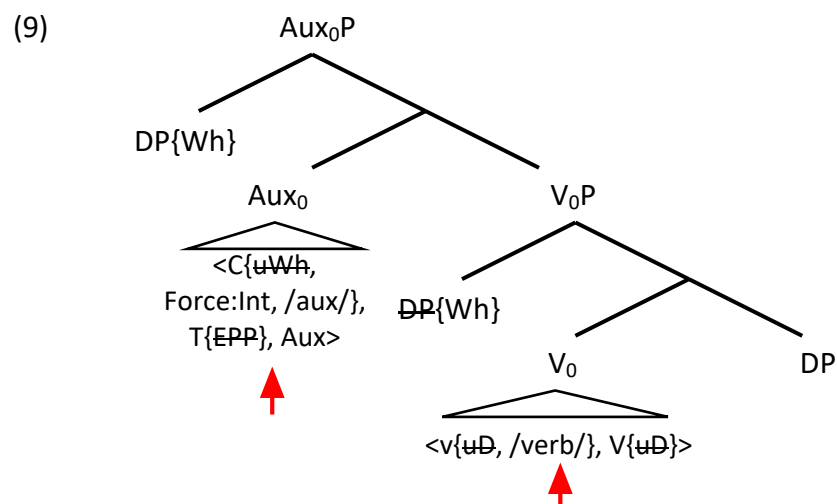 (9)
Aux₀P
DP{Wh}
Aux₀ V₀P
<C{uWh,
Force:Int, /aux/},
T{EPP}, Aux>
DP{Wh}
V₀ DP
<v{uD, /verb/}, V{uD}>